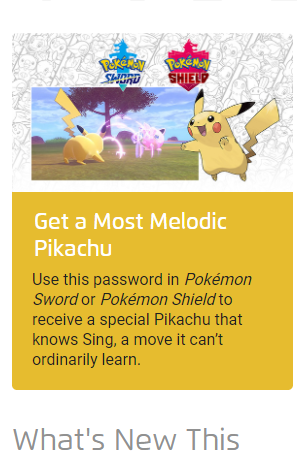 POKéMON POKéMON
SWORD SHIELD
Get a Most Melodic
Pikachu
Use this password in Pokémon
Sword or Pokémon Shield to
receive a special Pikachu that
knows Sing, a move it can’t
ordinarily learn.
What's New This